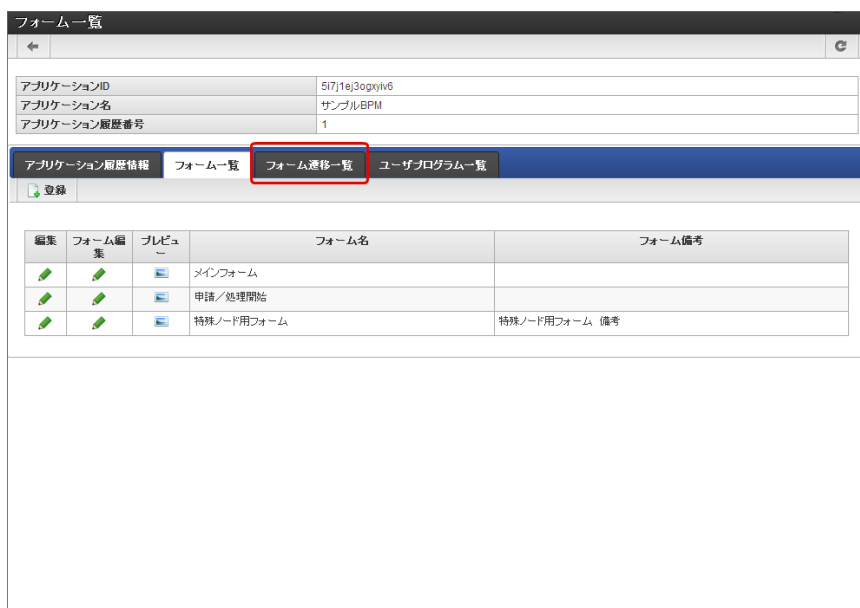 フォーム一覧
アプリケーションID 5i7j1ej3ogxyiv6
アプリケーション名 サンプルBPM
アプリケーション履歴番号 1
アプリケーション履歴情報 フォーム一覧 フォーム遷移一覧 ユーザプログラム一覧
登録
編集 フォーム編集 プレビュー フォーム名 フォーム備考
メインフォーム
申請／処理開始
特殊ノード用フォーム 特殊ノード用フォーム 備考